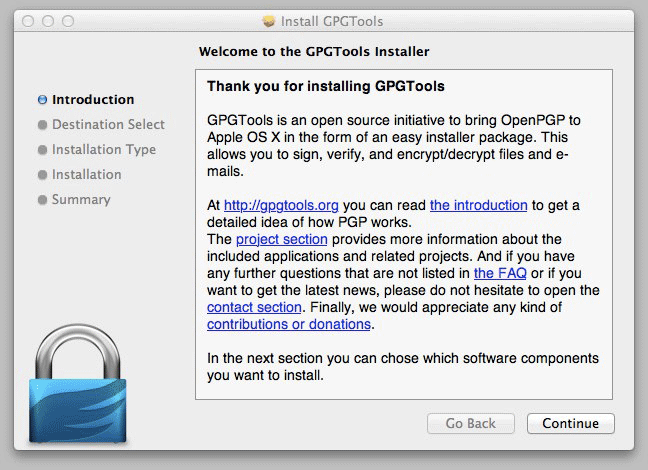 Install GPGTools
Welcome to the GPGTools Installer
Introduction
Destination Select
Installation Type
Installation
Summary
Thank you for installing GPGTools
GPGTools is an open source initiative to bring OpenPGP to
Apple OS X in the form of an easy installer package. This
allows you to sign, verify, and encrypt/decrypt files and e-
mails.
At http://gpgtools.org you can read the introduction to get a
detailed idea of how PGP works.
The project section provides more information about the
included applications and related projects. And if you have
any further questions that are not listed in the FAQ or if you
want to get the latest news, please do not hesitate to open the
contact section. Finally, we would appreciate any kind of
contributions or donations.
In the next section you can chose which software components
you want to install.
Go Back
Continue